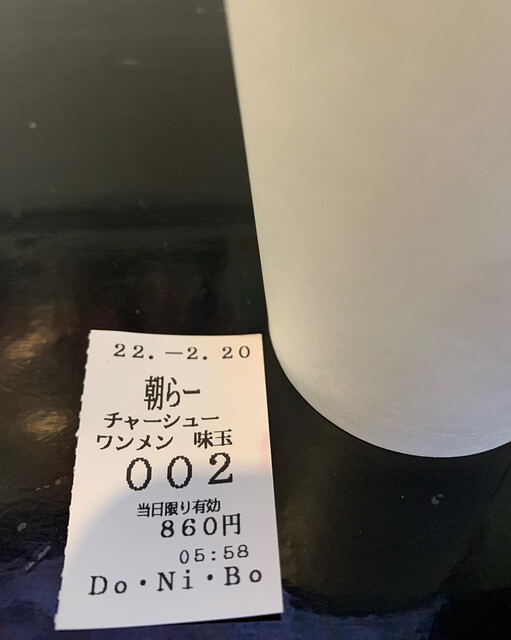 22.-2.20
朝らー
チャーシュー
ワンメン 味玉
002
当日限り有効
860円
05:58
Do・Ni・Bo